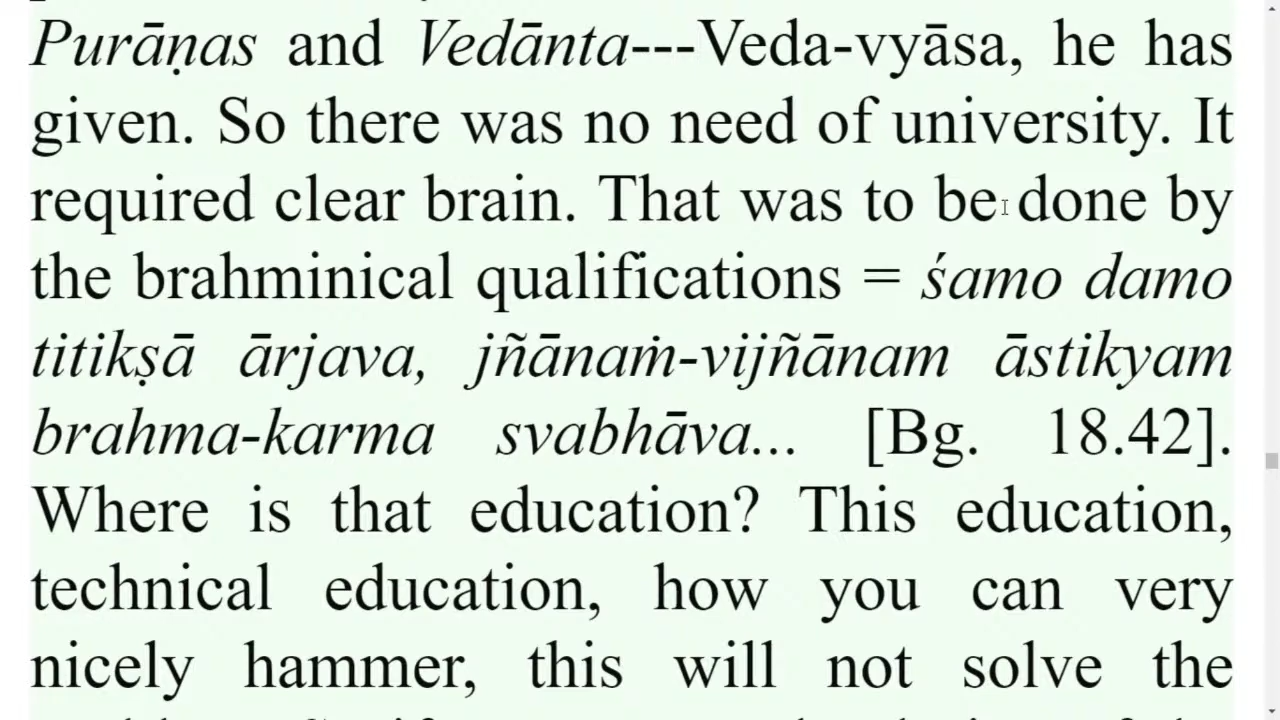 Purāṇas and Vedānta---Veda-vyāsa, he has
given. So there was no need of university. It
required clear brain. That was to be done by
the brahminical qualifications = śamo damo
titikṣā ārjava, jñānaṁ-vijñānam āstikyam
brahma-karma svabhāva... [Bg. 18.42].
Where is that education? This education,
technical education, how you can very
nicely hammer, this will not solve the